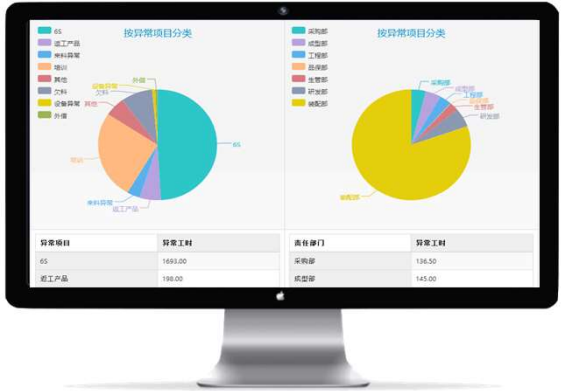 按异常项目分类
6S
返工产品
来料异常
培训
其他
欠料
设备异常
外借
外借
设备异常
欠料
其他
培训
来料异常
返工产品
6S
异常项目 异常工时
6S 1693.00
返工产品 198.00
按异常项目分类
采购部
成型部
工程部
品保部
生管部
研发部
装配部
采购部
成型部
工程部
品保部
生管部
研发部
装配部
责任部门 异常工时
采购部 136.50
成型部 145.00